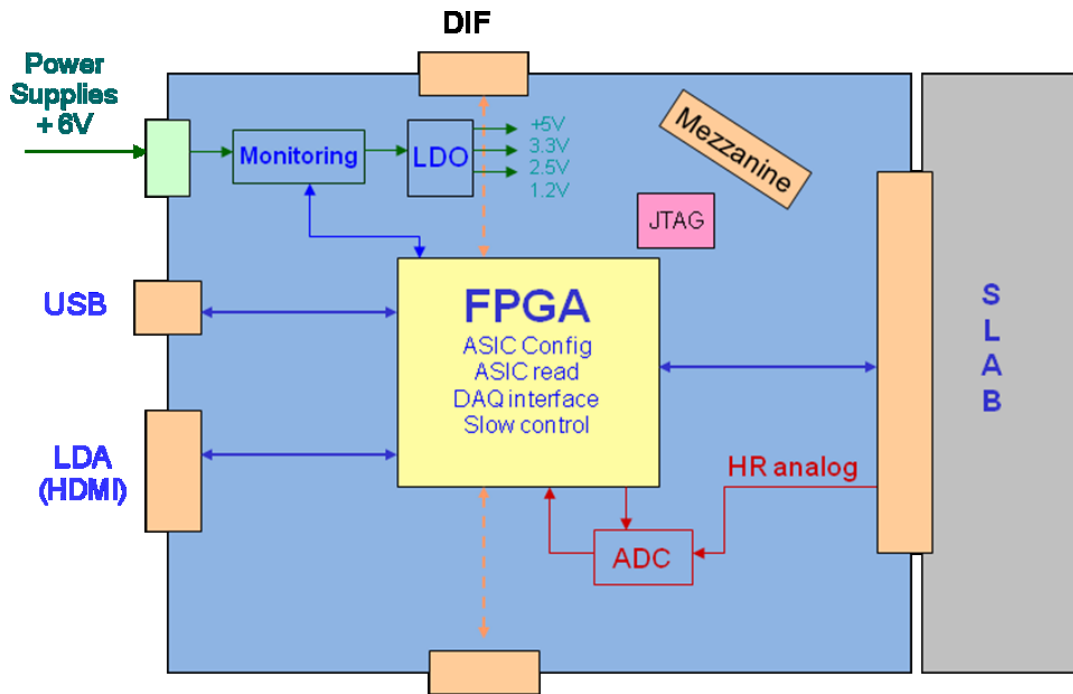 DIF
Power
Supplies
+ 6V
Monitoring
LDO
+5V
3.3V
2.5V
1.2V
Mezzanine
JTAG
USB
FPGA
ASIC Config
ASIC read
DAQ interface
Slow control
S
L
A
B
LDA
(HDMI)
HR analog
ADC